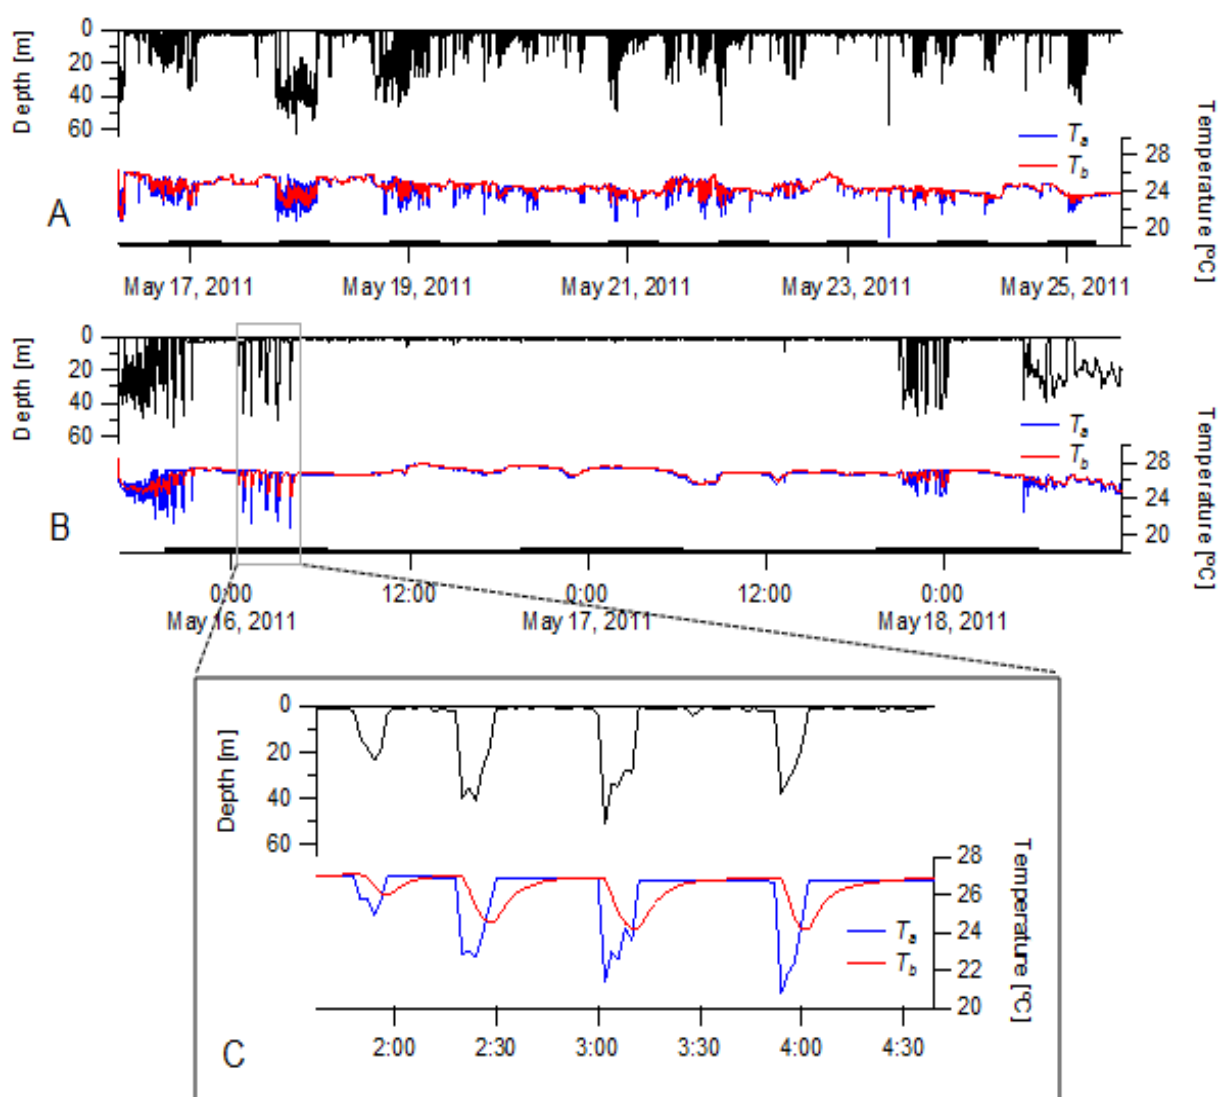 0
20
40
60
Depth [m]
Ta
Tb
28
24
20
Temperature [ºC]
A
May 17, 2011
May 19, 2011
May 21, 2011
May 23, 2011
May 25, 2011
0
20
40
60
Depth [m]
Ta
Tb
28
24
20
Temperature [ºC]
B
0:00
12:00
0:00
12:00
0:00
May 16, 2011
May 17, 2011
May 18, 2011
0
20
40
60
Depth [m]
28
26
24
22
20
Temperature [ºC]
Ta
Tb
C
2:00
2:30
3:00
3:30
4:00
4:30